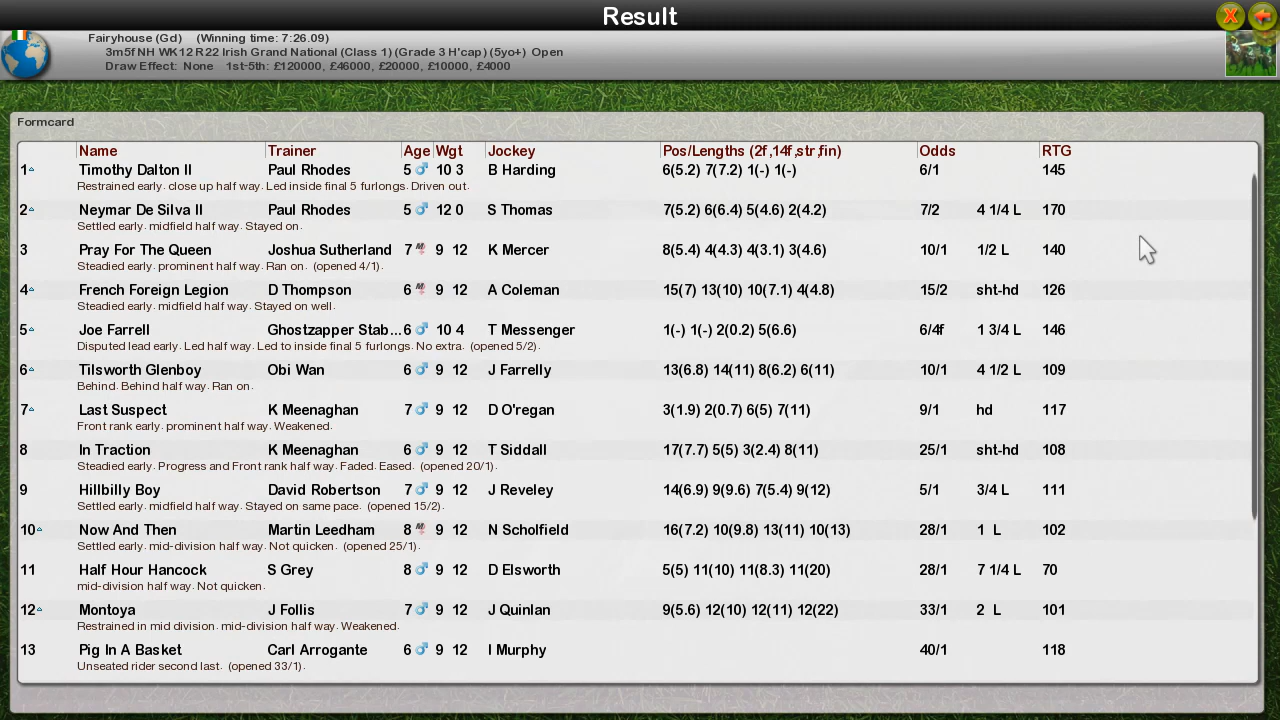 Result
Fairyhouse (Gd) (Winning time: 7:26.09)
3m5f NH WK12 R22 Irish Grand National (Class 1) (Grade 3 H'cap) (5yo+) Open
Draw Effect: None 1st-5th: £120000, £46000, £20000, £10000, £4000
Formcard
Name Trainer Age Wgt Jockey Pos/Lengths (2f,14f,str,fin) Odds RTG
1 Timothy Dalton II Paul Rhodes 5 10 3 B Harding 6(5.2) 7(7.2) 1(-) 1(-) 6/1 145
Restrained early. close up half way. Led inside final 5 furlongs. Driven out.
2 Neymar De Silva II Paul Rhodes 5 12 0 S Thomas 7(5.2) 6(6.4) 5(4.6) 2(4.2) 7/2 4 1/4 L 170
Settled early. midfield half way. Stayed on.
3 Pray For The Queen Joshua Sutherland 7 9 12 K Mercer 8(5.4) 4(4.3) 4(3.1) 3(4.6) 10/1 1/2 L 140
Steadied early. prominent half way. Ran on. (opened 4/1).
4 French Foreign Legion D Thompson 6 9 12 A Coleman 15(7) 13(10) 10(7.1) 4(4.8) 15/2 sht-hd 126
Steadied early. midfield half way. Stayed on well.
5 Joe Farrell Ghostzapper Stab... 6 10 4 T Messenger 1(-) 1(-) 2(0.2) 5(6.6) 6/4f 1 3/4 L 146
Disputed lead early. Led half way. Led to inside final 5 furlongs. No extra. (opened 5/2).
6 Tilsworth Glenboy Obi Wan 6 9 12 J Farrelly 13(6.8) 14(11) 8(6.2) 6(11) 10/1 4 1/2 L 109
Behind. Behind half way. Ran on.
7 Last Suspect K Meenaghan 7 9 12 D O'regan 3(1.9) 2(0.7) 6(5) 7(11) 9/1 hd 117
Front rank early. prominent half way. Weakened.
8 In Traction K Meenaghan 6 9 12 T Siddall 17(7.7) 5(5) 3(2.4) 8(11) 25/1 sht-hd 108
Steadied early. Progress and Front rank half way. Faded. Eased. (opened 20/1).
9 Hillbilly Boy David Robertson 7 9 12 J Reveley 14(6.9) 9(9.6) 7(5.4) 9(12) 5/1 3/4 L 111
Settled early. midfield half way. Stayed on same pace. (opened 15/2).
10 Now And Then Martin Leedham 8 9 12 N Scholfield 16(7.2) 10(9.8) 13(11) 10(13) 28/1 1 L 102
Settled early. mid-division half way. Not quicken. (opened 25/1).
11 Half Hour Hancock S Grey 8 9 12 D Elsworth 5(5) 11(10) 11(8.3) 11(20) 28/1 7 1/4 L 70
mid-division half way. Not quicken.
12 Montoya J Follis 7 9 12 J Quinlan 9(5.6) 12(10) 12(11) 12(22) 33/1 2 L 101
Restrained in mid division. mid-division half way. Weakened.
13 Pig In A Basket Carl Arrogante 6 9 12 I Murphy 40/1 118
Unseated rider second last. (opened 33/1).